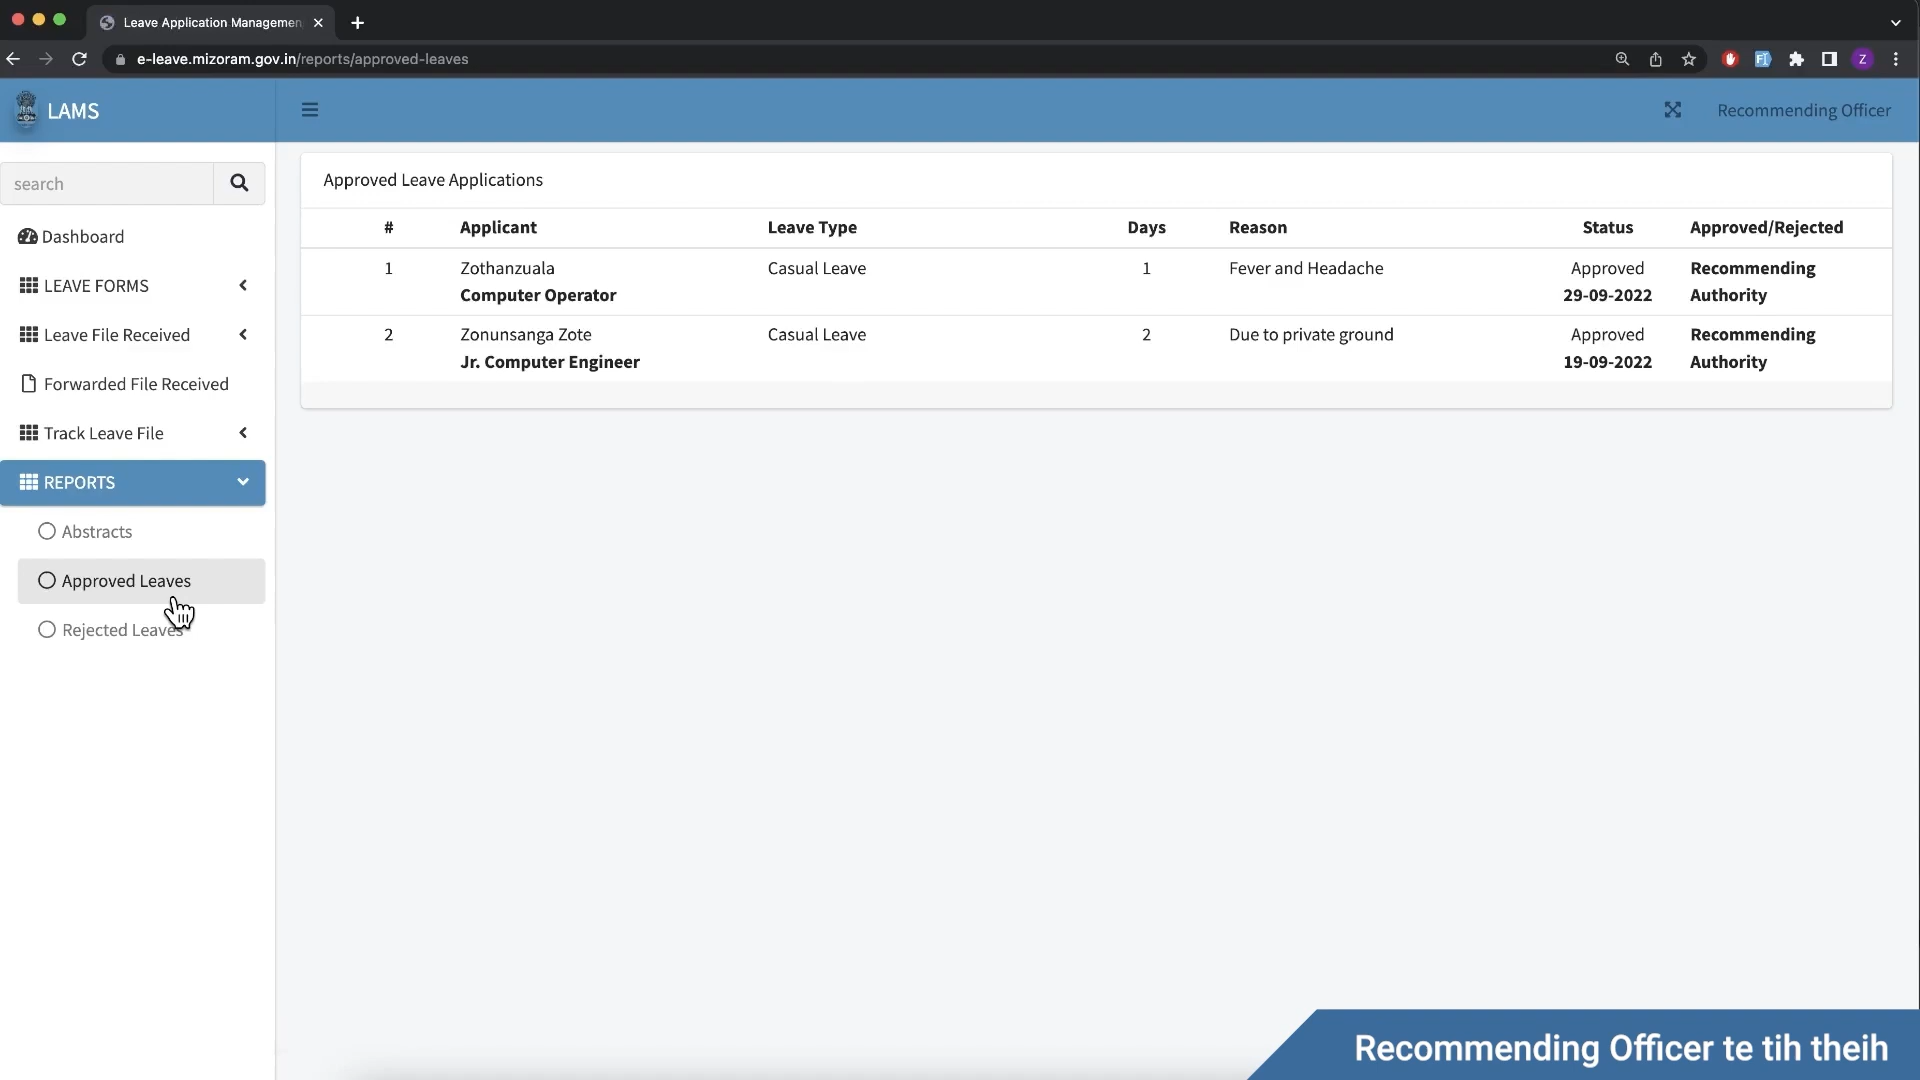 Leave Application Managemen
e-leave.mizoram.gov.in/reports/approved-leaves
Z
LAMS
Recommending Officer
search
Dashboard
LEAVE FORMS
Leave File Received
Forwarded File Received
Track Leave File
REPORTS
Abstracts
Approved Leaves
Rejected Leaves
Approved Leave Applications
# Applicant Leave Type Days Reason Status Approved/Rejected
1 Zothanzuala Casual Leave 1 Fever and Headache Approved Recommending
Computer Operator 29-09-2022 Authority
2 Zonunsanga Zote Casual Leave 2 Due to private ground Approved Recommending
Jr. Computer Engineer 19-09-2022 Authority
Recommending Officer te tih theih